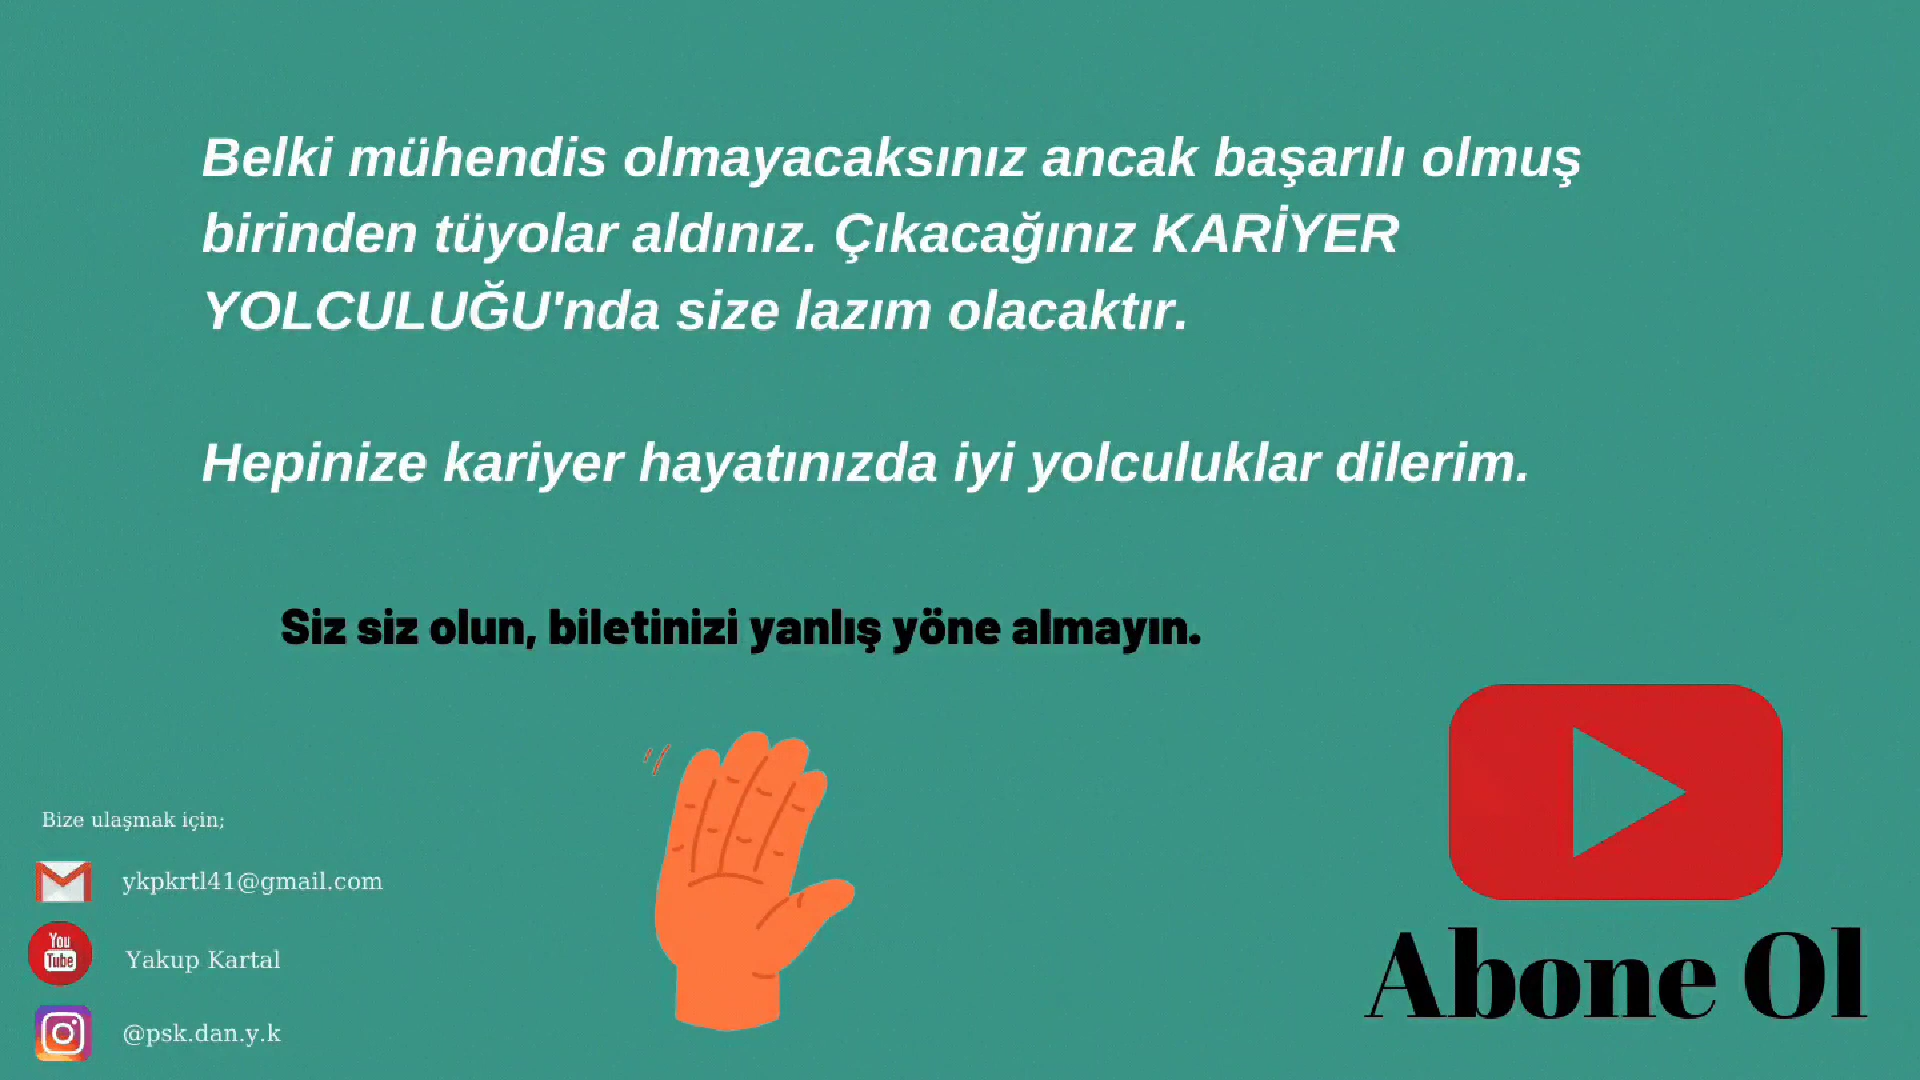 Belki mühendis olmayacaksınız ancak başarılı olmuş
birinden tüyolar aldınız. Çıkacağınız KARİYER
YOLCULUĞU'nda size lazım olacaktır.
Hepinize kariyer hayatınızda iyi yolculuklar dilerim.
Siz siz olun, biletinizi yanlış yöne almayın.
Bize ulaşmak için;
ykpkrtl41@gmail.com
You
Tube
Yakup Kartal
@psk.dan.y.k
Abone Ol